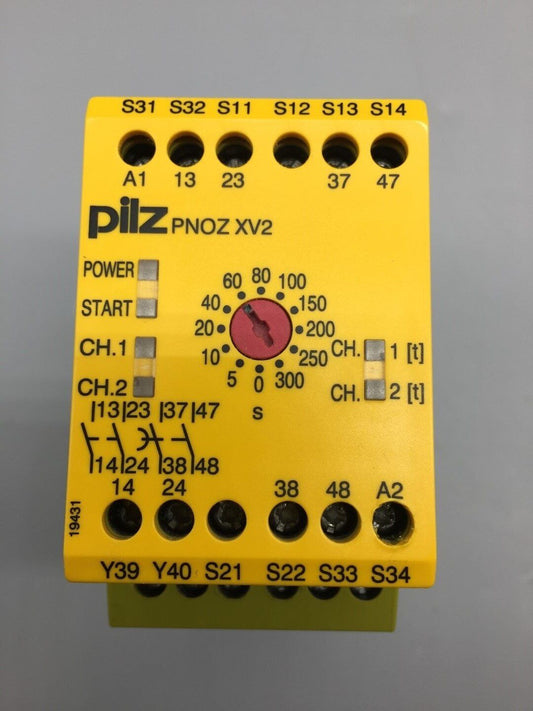 S31 S32 S11 S12 S13 S14
A1 13 23 37 47
pilz PNOZ XV2
POWER
START
CH.1
CH.2
80
60 100
40 150
20 200
10 250
5 0 300
s
CH. 1 [t]
CH. 2 [t]
|13|23 |37|47
|14|24 |38|48
14 24 38 48 A2
19431
Y39 Y40 S21 S22 S33 S34